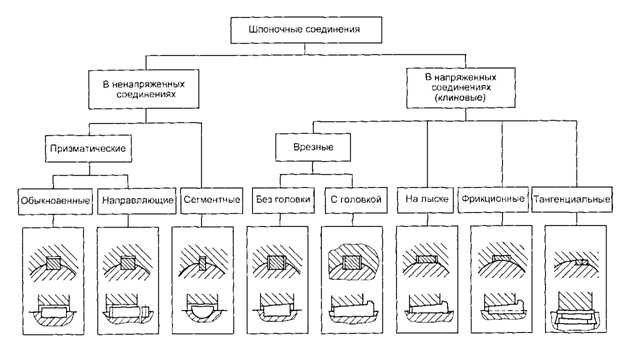 Шпоночные соединения
В ненапряженных
соединениях
В напряженных
соединениях
(клиновые)
Призматические
Врезные
Обыкновенные
Направляющие
Сегментные
Без головки
С головкой
На лыске
Фрикционные
Тангенциальные